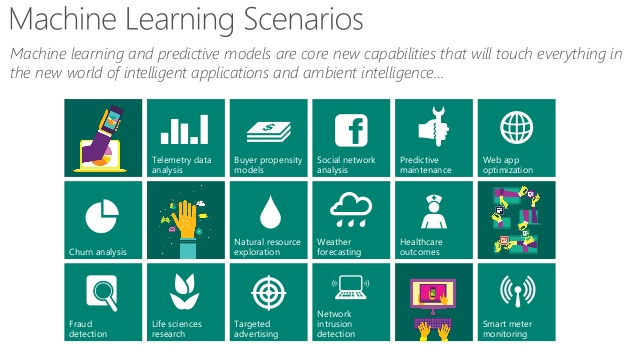 Machine Learning Scenarios
Machine learning and predictive models are core new capabilities that will touch everything in
the new world of intelligent applications and ambient intelligence...
Telemetry data
analysis
Buyer propensity
models
Social network
analysis
Predictive
maintenance
Web app
optimization
Churn analysis
Natural resource
exploration
Weather
forecasting
Healthcare
outcomes
Fraud
detection
Life sciences
research
Targeted
advertising
Network
intrusion
detection
Smart meter
monitoring